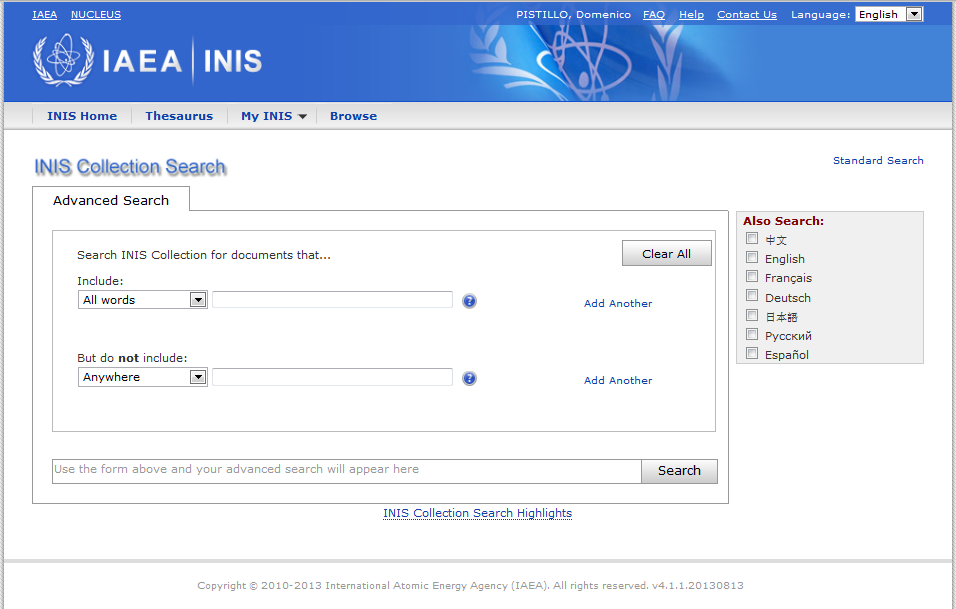 IAEA NUCLEUS PISTILLO, Domenico FAQ Help Contact Us Language: English
IAEA | INIS
INIS Home Thesaurus My INIS Browse
Standard Search
INIS Collection Search
Advanced Search
Search INIS Collection for documents that...
Clear All
Include:
All words
Add Another
But do not include:
Anywhere
Add Another
Use the form above and your advanced search will appear here
Search
Also Search:
中文
English
Français
Deutsch
日本語
Русский
Español
INIS Collection Search Highlights
Copyright © 2010-2013 International Atomic Energy Agency (IAEA). All rights reserved. v4.1.1.20130813